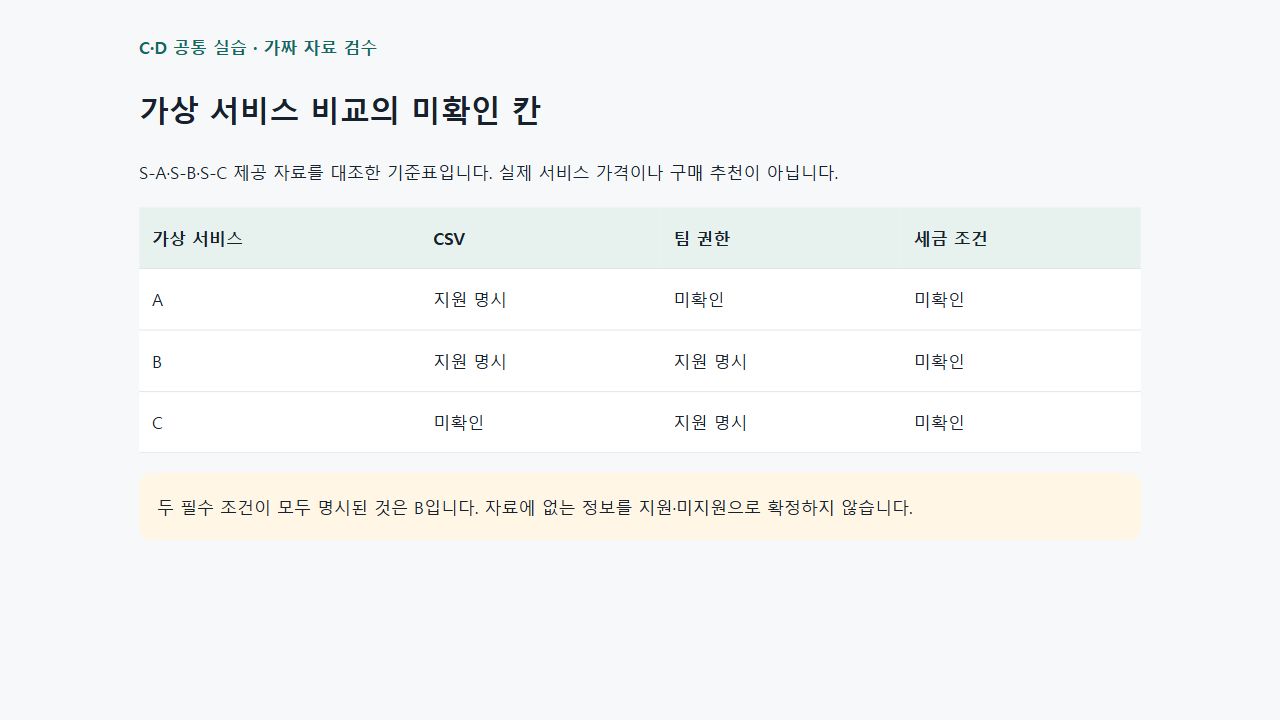 C·D 공통 실습 · 가짜 자료 검수
가상 서비스 비교의 미확인 칸
S-A·S-B·S-C 제공 자료를 대조한 기준표입니다. 실제 서비스 가격이나 구매 추천이 아닙니다.
가상 서비스 CSV 팀 권한 세금 조건
A 지원 명시 미확인 미확인
B 지원 명시 지원 명시 미확인
C 미확인 지원 명시 미확인
두 필수 조건이 모두 명시된 것은 B입니다. 자료에 없는 정보를 지원·미지원으로 확정하지 않습니다.